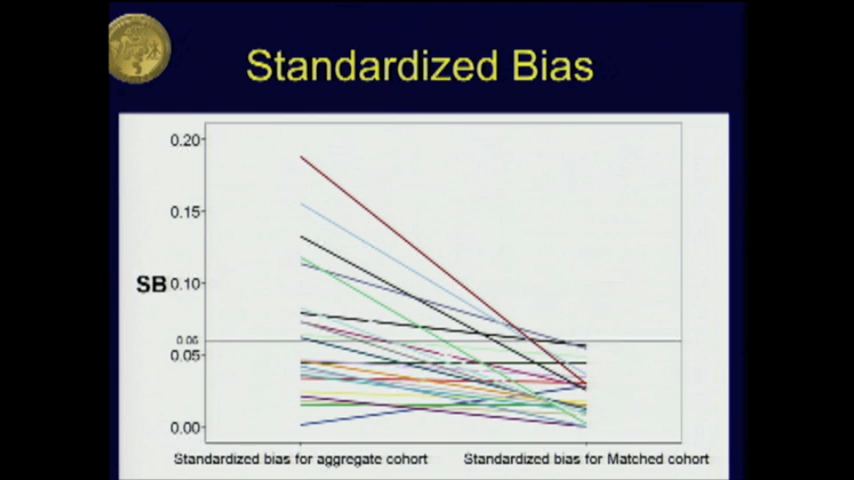 Standardized Bias
0.20
0.15
SB
0.10
0.06
0.05
0.00
Standardized bias for aggregate cohort
Standardized bias for Matched cohort